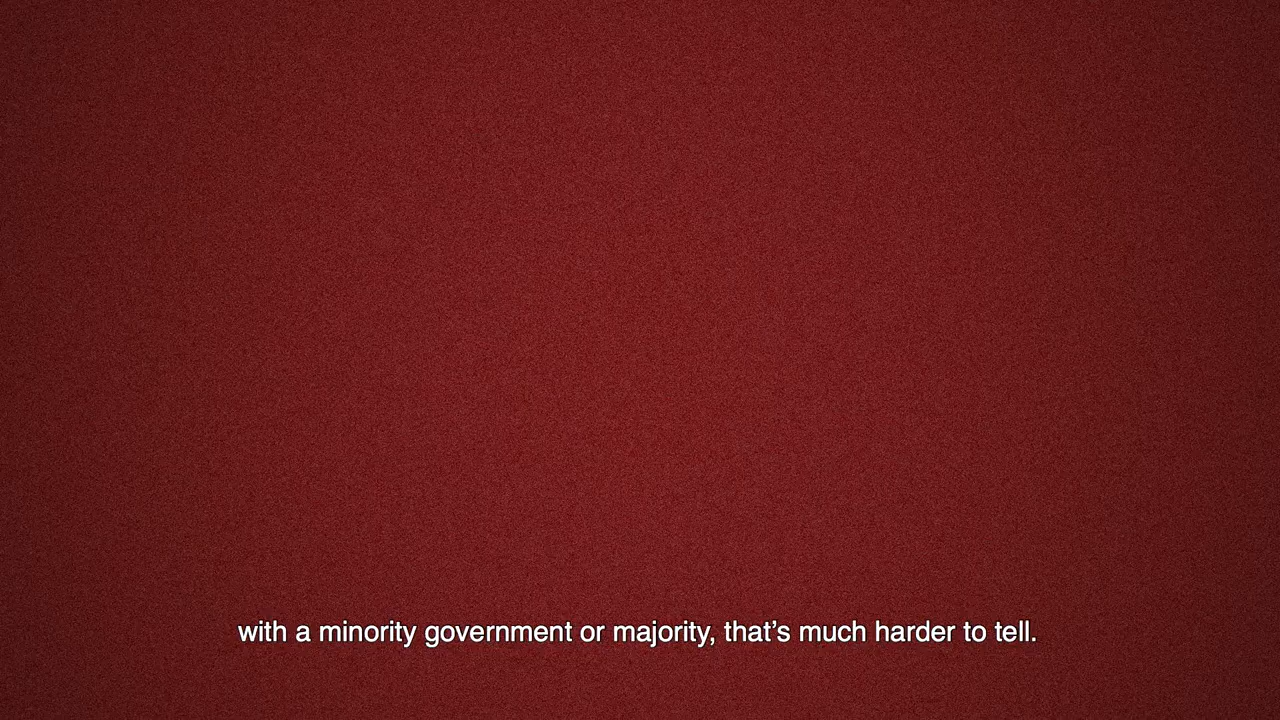 with a minority government or majority, that’s much harder to tell.